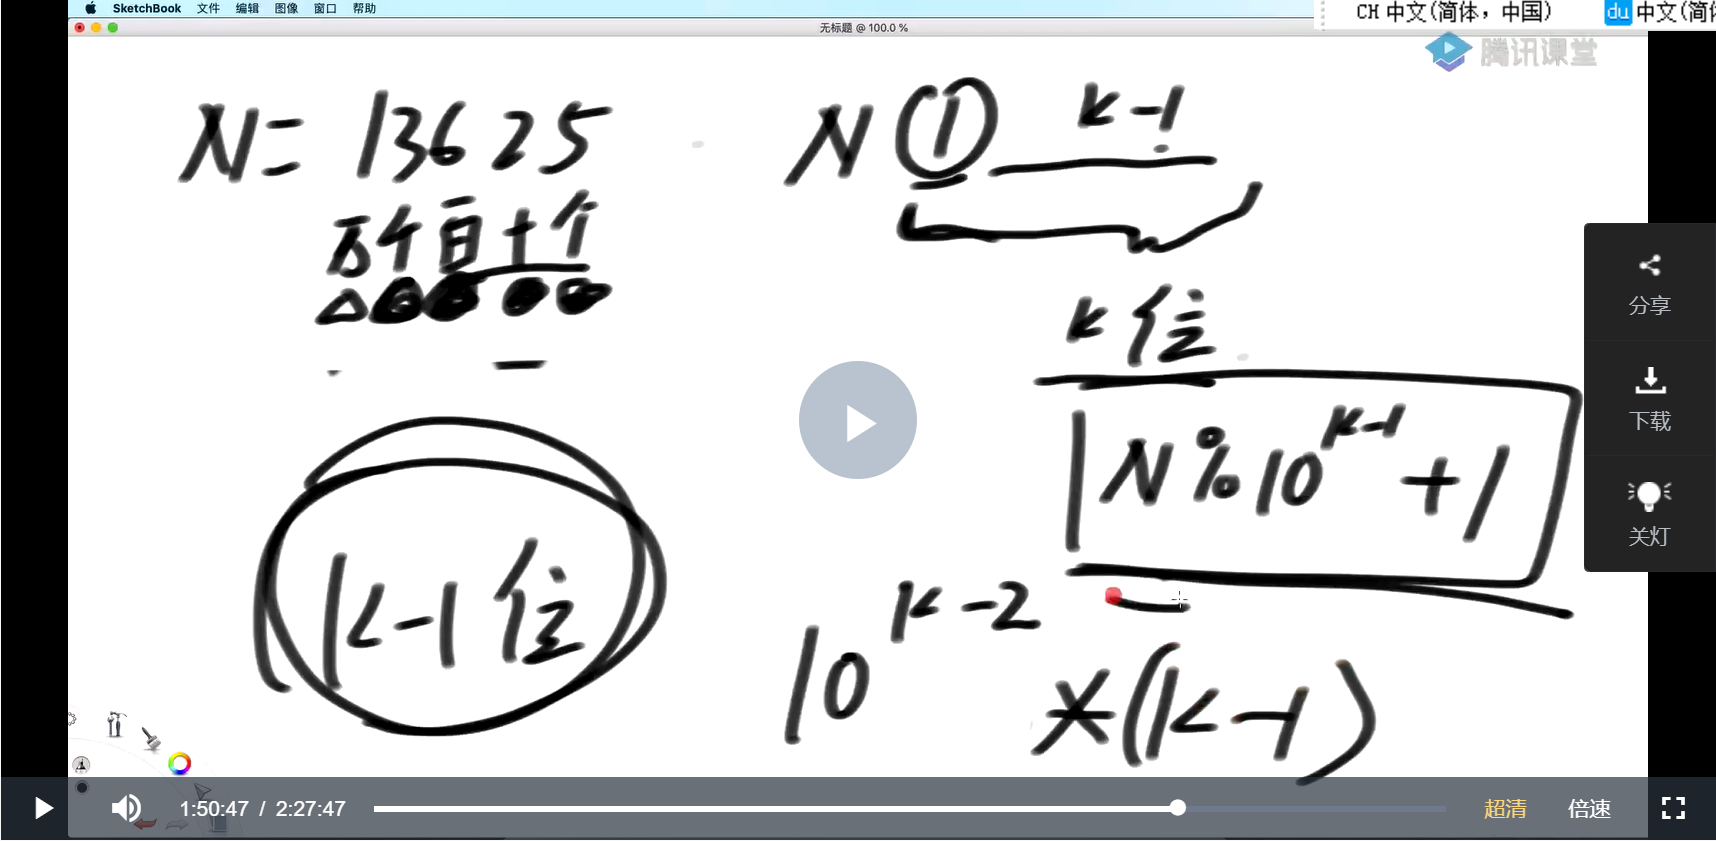 SketchBook 文件 编辑 图像 窗口 帮助
CH 中文(简体，中国)
du 中文(简体
无标题 @ 100.0 %
腾讯课堂
N= 13625
万千百十个
N ① k-1
k位
N%10^{k-1}+1
k-1位
10^{k-2} *(k-1)
分享
下载
关灯
1:50:47 / 2:27:47
超清 倍速